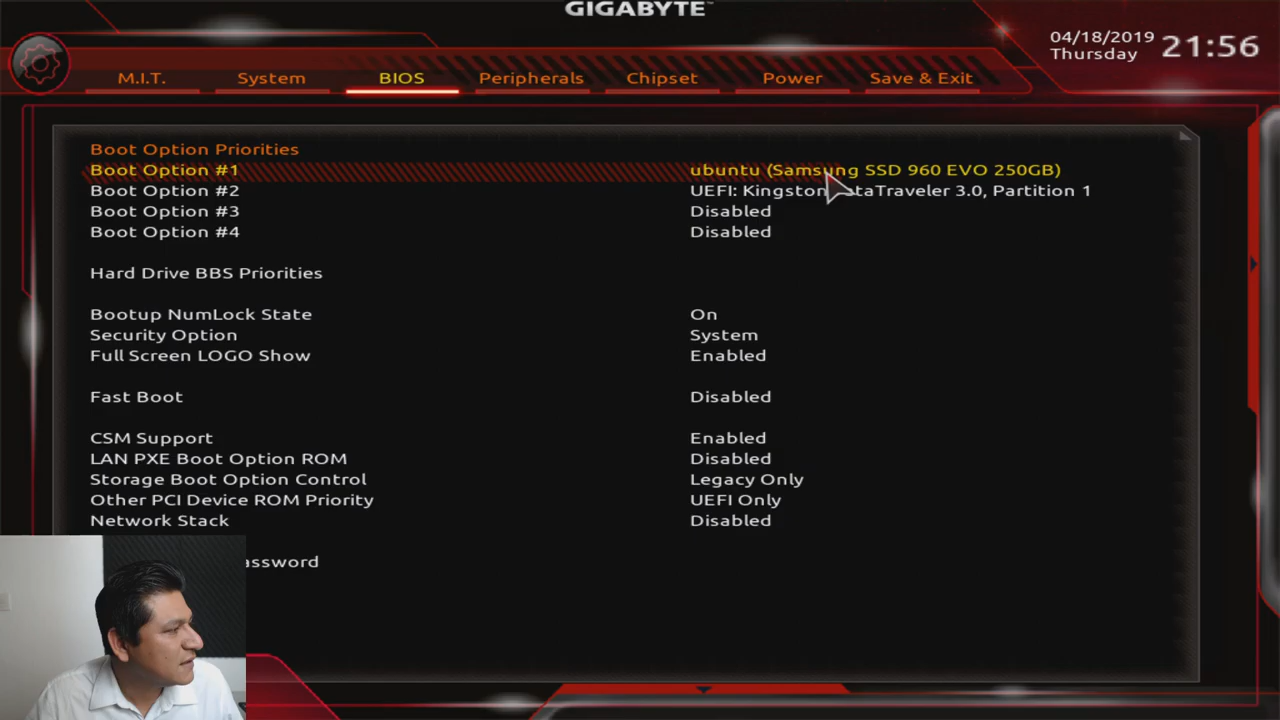 GIGABYTE™
04/18/2019
Thursday
21:56
M.I.T. System BIOS Peripherals Chipset Power Save & Exit
Boot Option Priorities
Boot Option #1 ubuntu (Samsung SSD 960 EVO 250GB)
Boot Option #2 UEFI: Kingston 3.0, Partition 1
Boot Option #3 Disabled
Boot Option #4 Disabled
Hard Drive BBS Priorities
Bootup NumLock State On
Security Option System
Full Screen LOGO Show Enabled
Fast Boot Disabled
CSM Support Enabled
LAN PXE Boot Option ROM Disabled
Storage Boot Option Control Legacy Only
Other PCI Device ROM Priority UEFI Only
Network Stack Disabled
assword